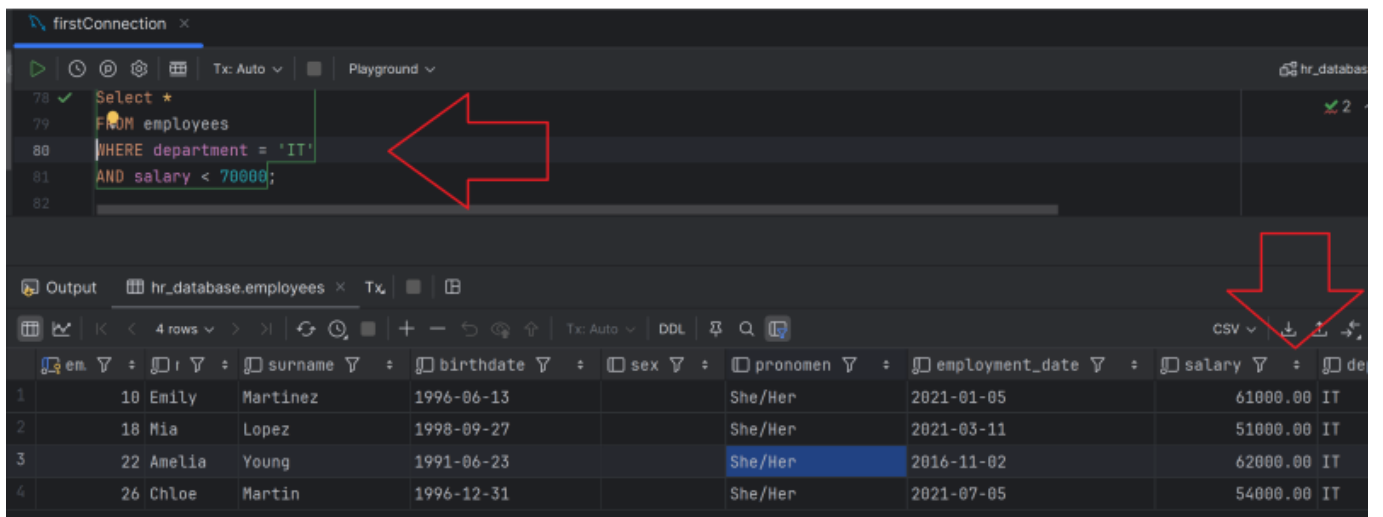 firstConnection
Tx: Auto Playground hr_databas
78 Select *
79 FROM employees
80 WHERE department = 'IT'
81 AND salary < 70000;
82
2
Output hr_database.employees Tx
4 rows Tx: Auto DDL CSV
em. r surname birthdate sex pronomen employment_date salary de
1 10 Emily Martinez 1996-06-13 She/Her 2021-01-05 61000.00 IT
2 18 Mia Lopez 1998-09-27 She/Her 2021-03-11 51000.00 IT
3 22 Amelia Young 1991-06-23 She/Her 2016-11-02 62000.00 IT
4 26 Chloe Martin 1996-12-31 She/Her 2021-07-05 54000.00 IT